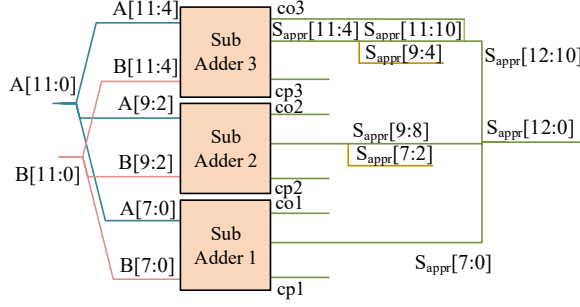 A[11:4]
co3
S_appr[11:4]
S_appr[11:10]
Sub
Adder 3
S_appr[9:4]
S_appr[12:10]
B[11:4]
A[11:0]
cp3
A[9:2]
co2
Sub
Adder 2
S_appr[9:8]
S_appr[12:0]
S_appr[7:2]
B[9:2]
B[11:0]
cp2
co1
A[7:0]
Sub
Adder 1
B[7:0]
S_appr[7:0]
cp1